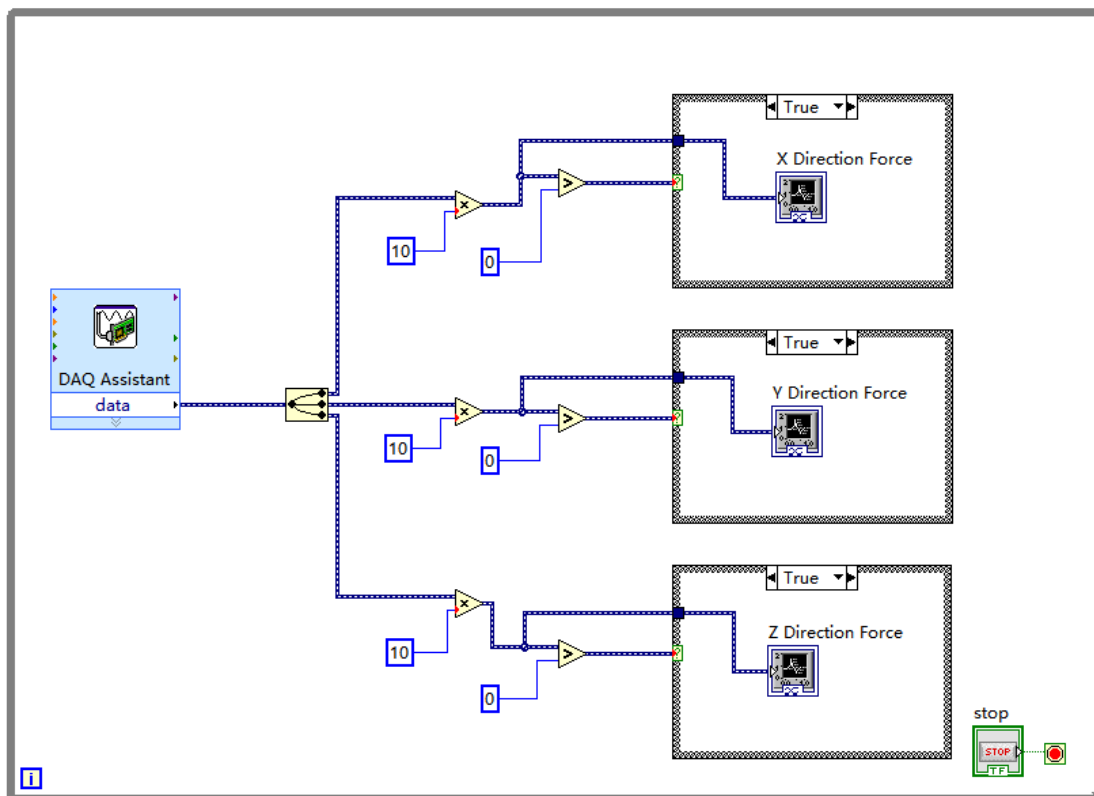 True
X Direction Force
10
0
DAQ Assistant
data
True
Y Direction Force
10
0
True
Z Direction Force
10
0
stop
STOP
TF
i